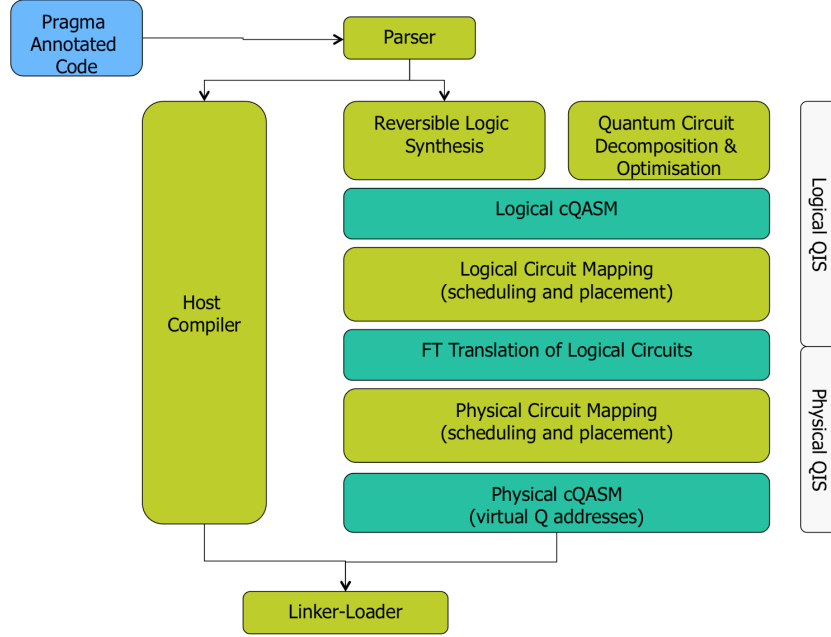 Pragma
Annotated
Code
Parser
Reversible Logic
Synthesis
Quantum Circuit
Decomposition &
Optimisation
Logical cQASM
Logical Circuit Mapping
(scheduling and placement)
Host
Compiler
FT Translation of Logical Circuits
Physical Circuit Mapping
(scheduling and placement)
Physical cQASM
(virtual Q addresses)
Linker-Loader
Logical QIS
Physical QIS